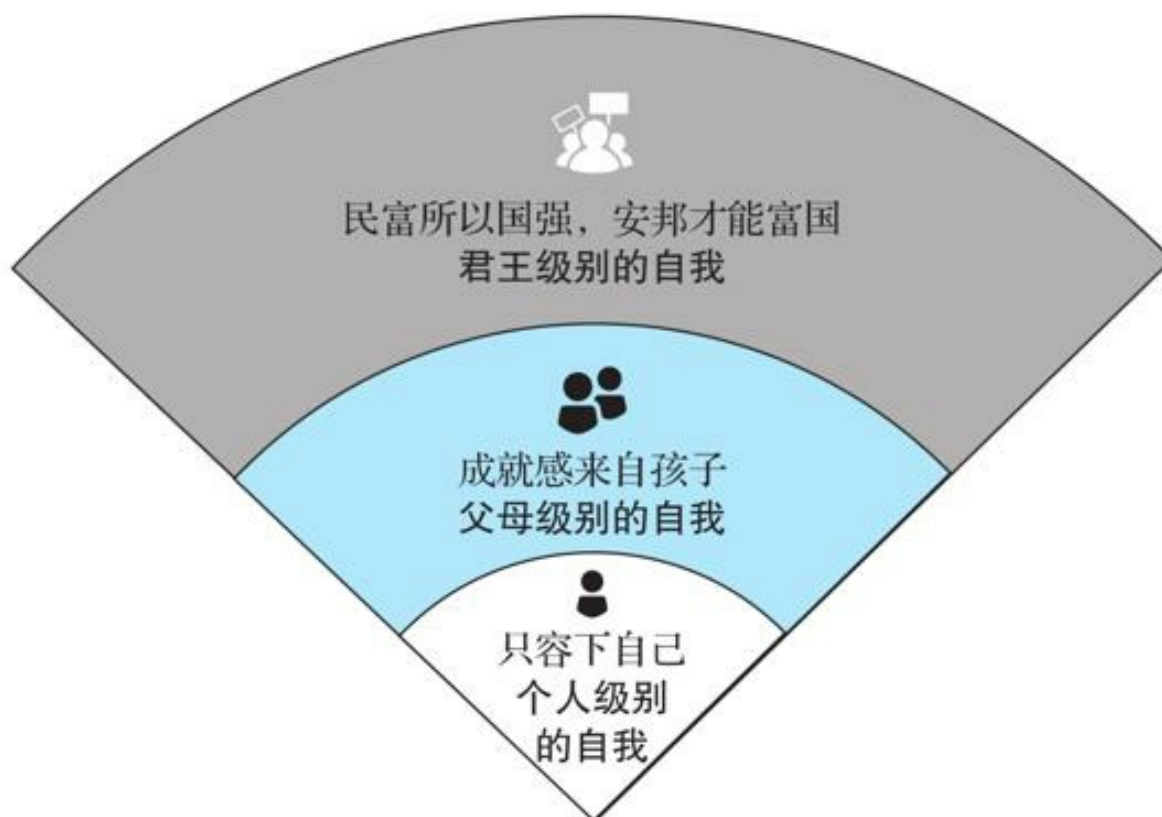 民富所以国强，安邦才能富国
君王级别的自我
成就感来自孩子
父母级别的自我
只容下自己
个人级别
的自我